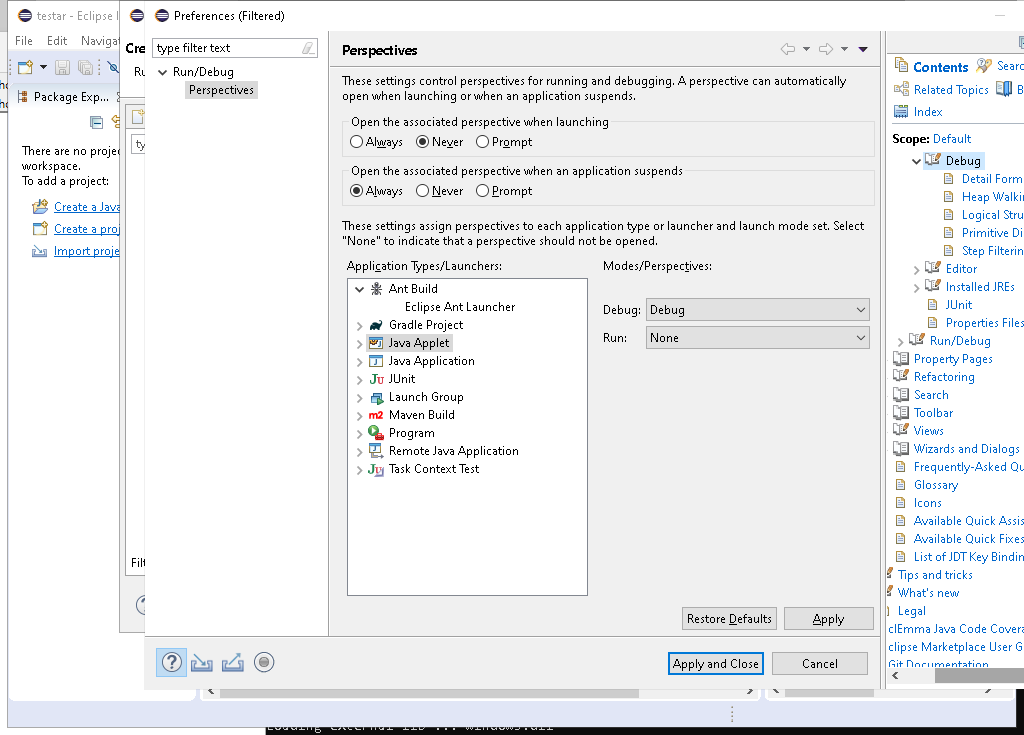 testar - Eclipse
File Edit Navigat
Package Exp...
There are no projec
workspace.
To add a project:
Create a Java
Create a proj
Import proje
Cre
Ru
ty
Filt
Preferences (Filtered)
type filter text
Run/Debug
Perspectives
Perspectives
These settings control perspectives for running and debugging. A perspective can automatically
open when launching or when an application suspends.
Open the associated perspective when launching
Always Never Prompt
Open the associated perspective when an application suspends
Always Never Prompt
These settings assign perspectives to each application type or launcher and launch mode set. Select
"None" to indicate that a perspective should not be opened.
Application Types/Launchers:
Ant Build
Eclipse Ant Launcher
Gradle Project
Java Applet
Java Application
JUnit
Launch Group
Maven Build
Program
Remote Java Application
Task Context Test
Modes/Perspectives:
Debug: Debug
Run: None
Restore Defaults Apply
Apply and Close Cancel
Contents Searc
Related Topics B
Index
Scope: Default
Debug
Detail Form
Heap Walki
Logical Stru
Primitive Di
Step Filterin
Editor
Installed JREs
JUnit
Properties Files
Run/Debug
Property Pages
Refactoring
Search
Toolbar
Views
Wizards and Dialogs
Frequently-Asked Qu
Glossary
Icons
Available Quick Assis
Available Quick Fixes
List of JDT Key Bindin
Tips and tricks
What's new
Legal
clEmma Java Code Covera
clipse Marketplace User G
Git Documentation
Loading external lib ... windows.dll